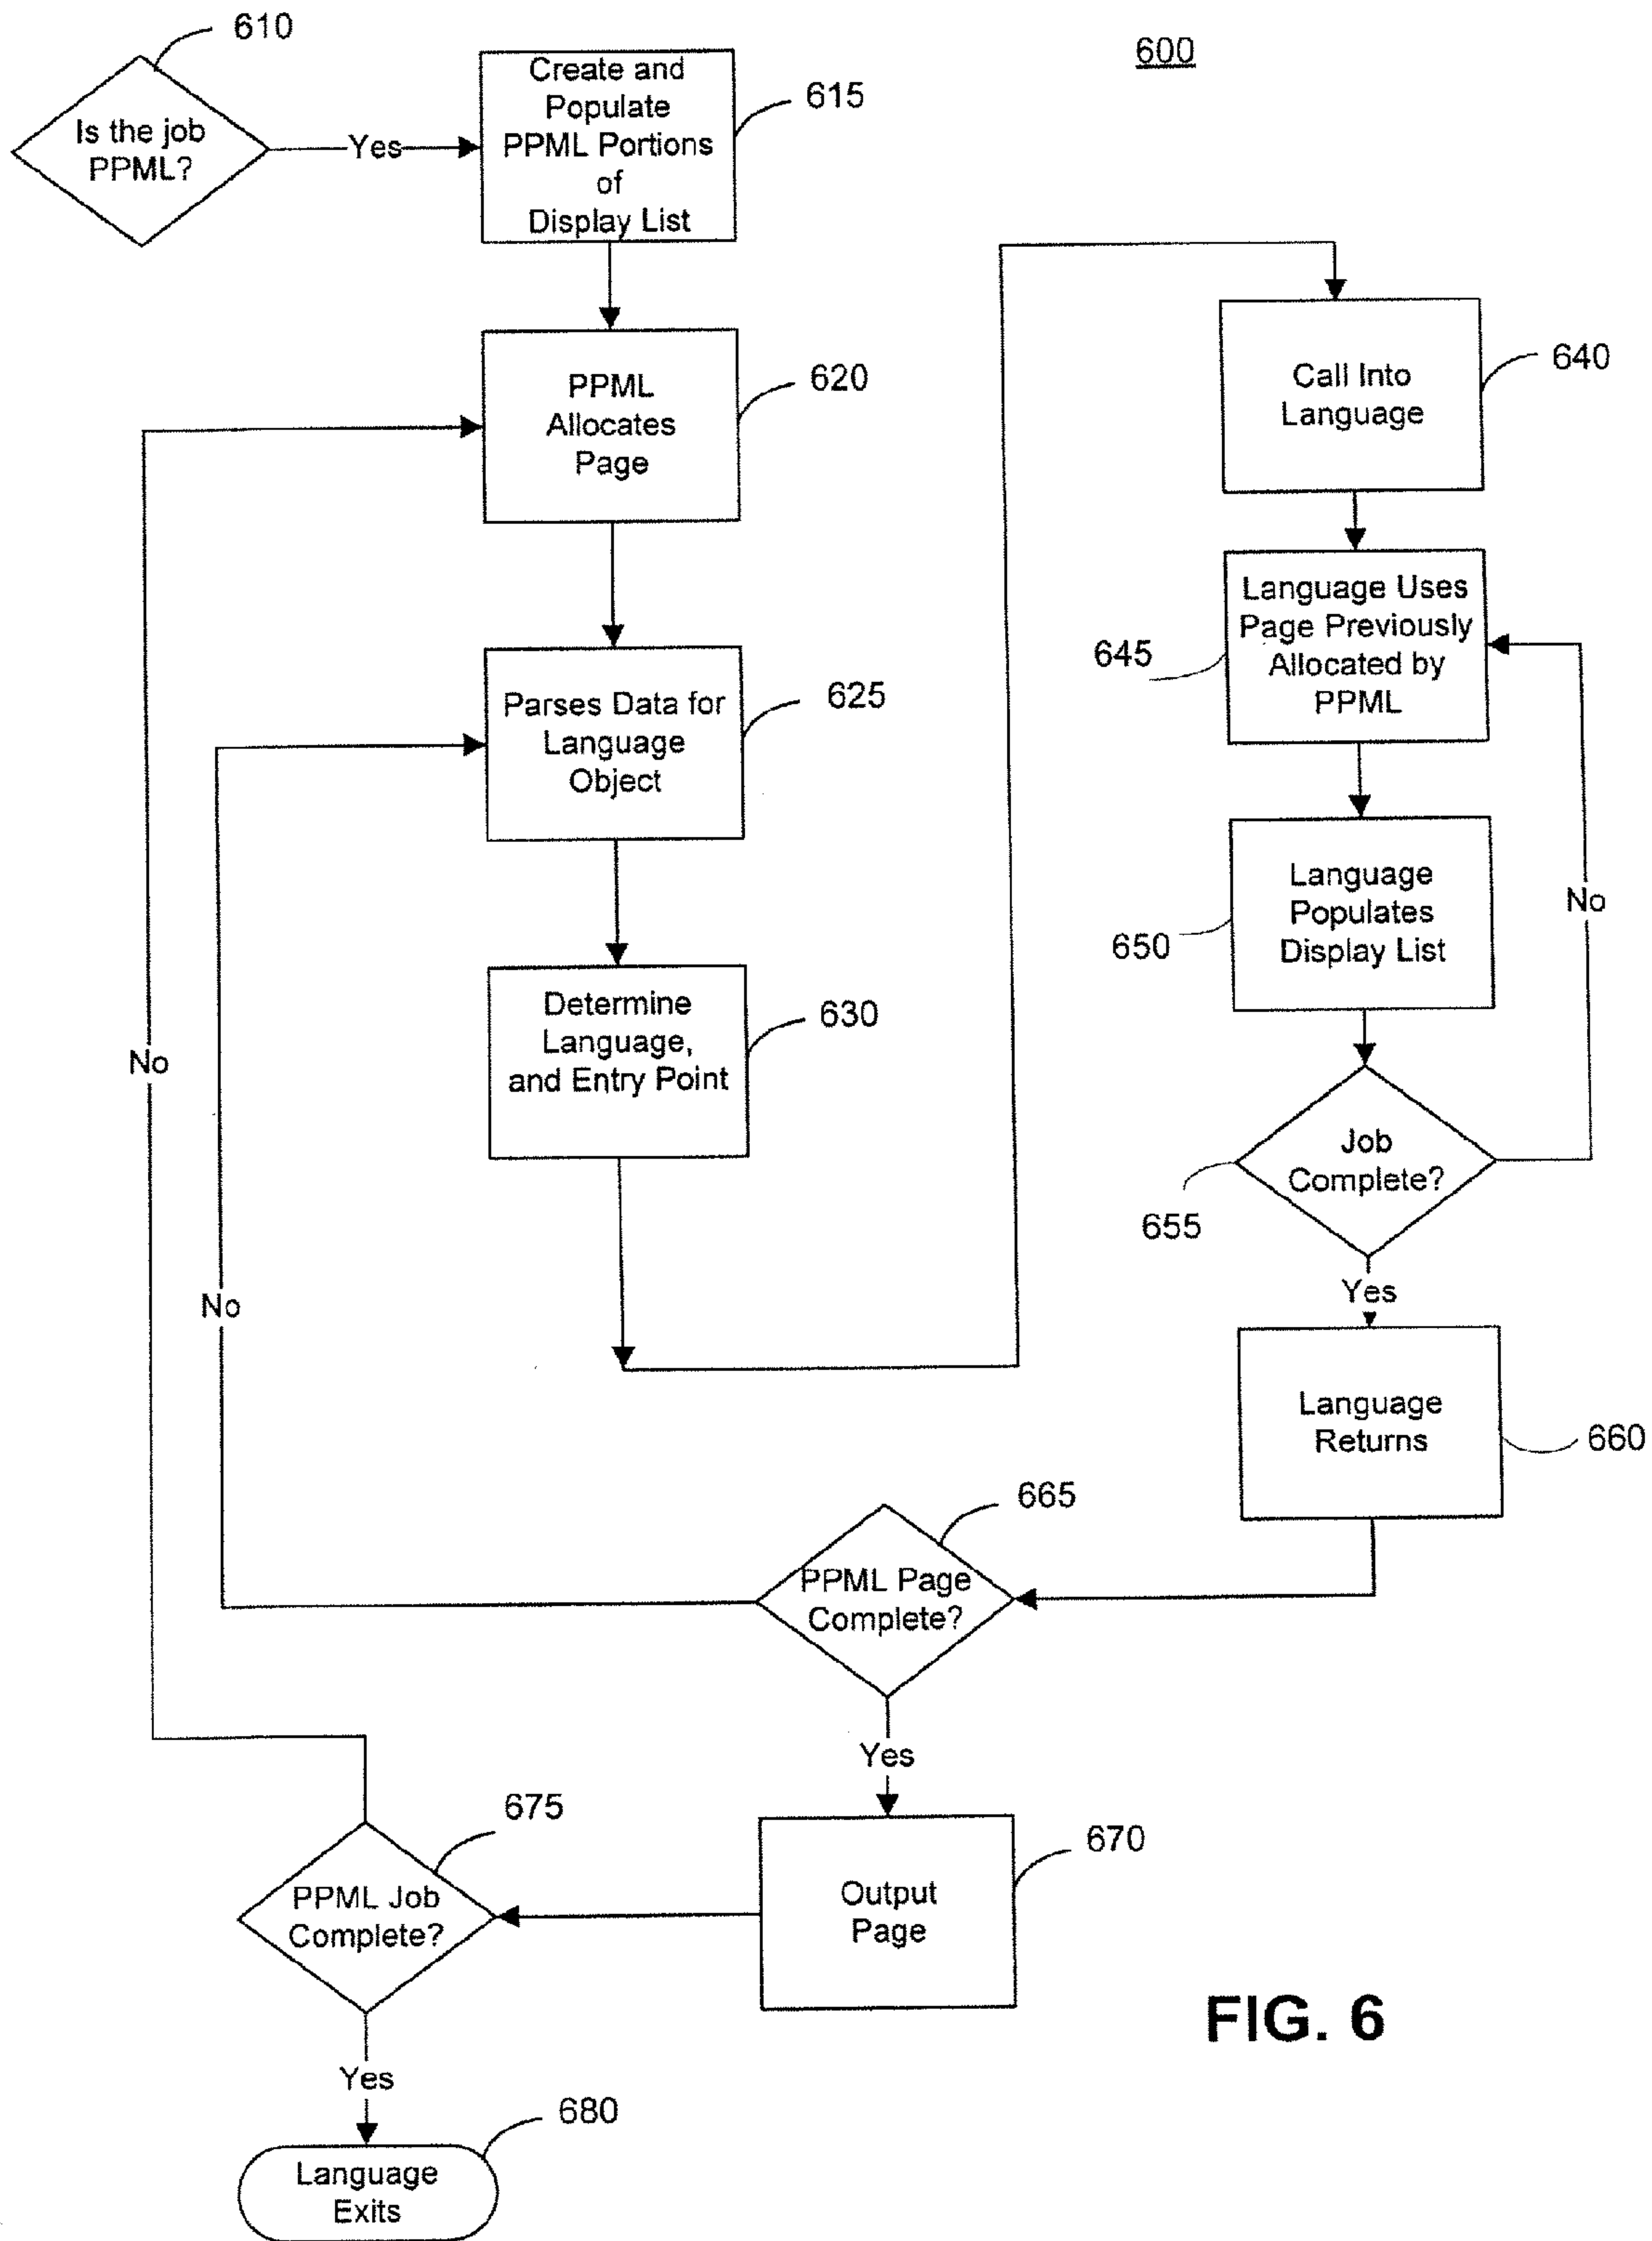 610
Is the job
PPML?
Yes
Create and
Populate
PPML Portions
of
Display List
615
600
PPML
Allocates
Page
620
Parses Data for
Language
Object
625
Determine
Language,
and Entry Point
630
No
No
Call Into
Language
640
Language Uses
Page Previously
Allocated by
PPML
645
Language
Populates
Display List
650
No
Job
Complete?
655
Yes
Language
Returns
660
665
PPML Page
Complete?
Yes
Output
Page
670
675
PPML Job
Complete?
Yes
680
Language
Exits
FIG. 6